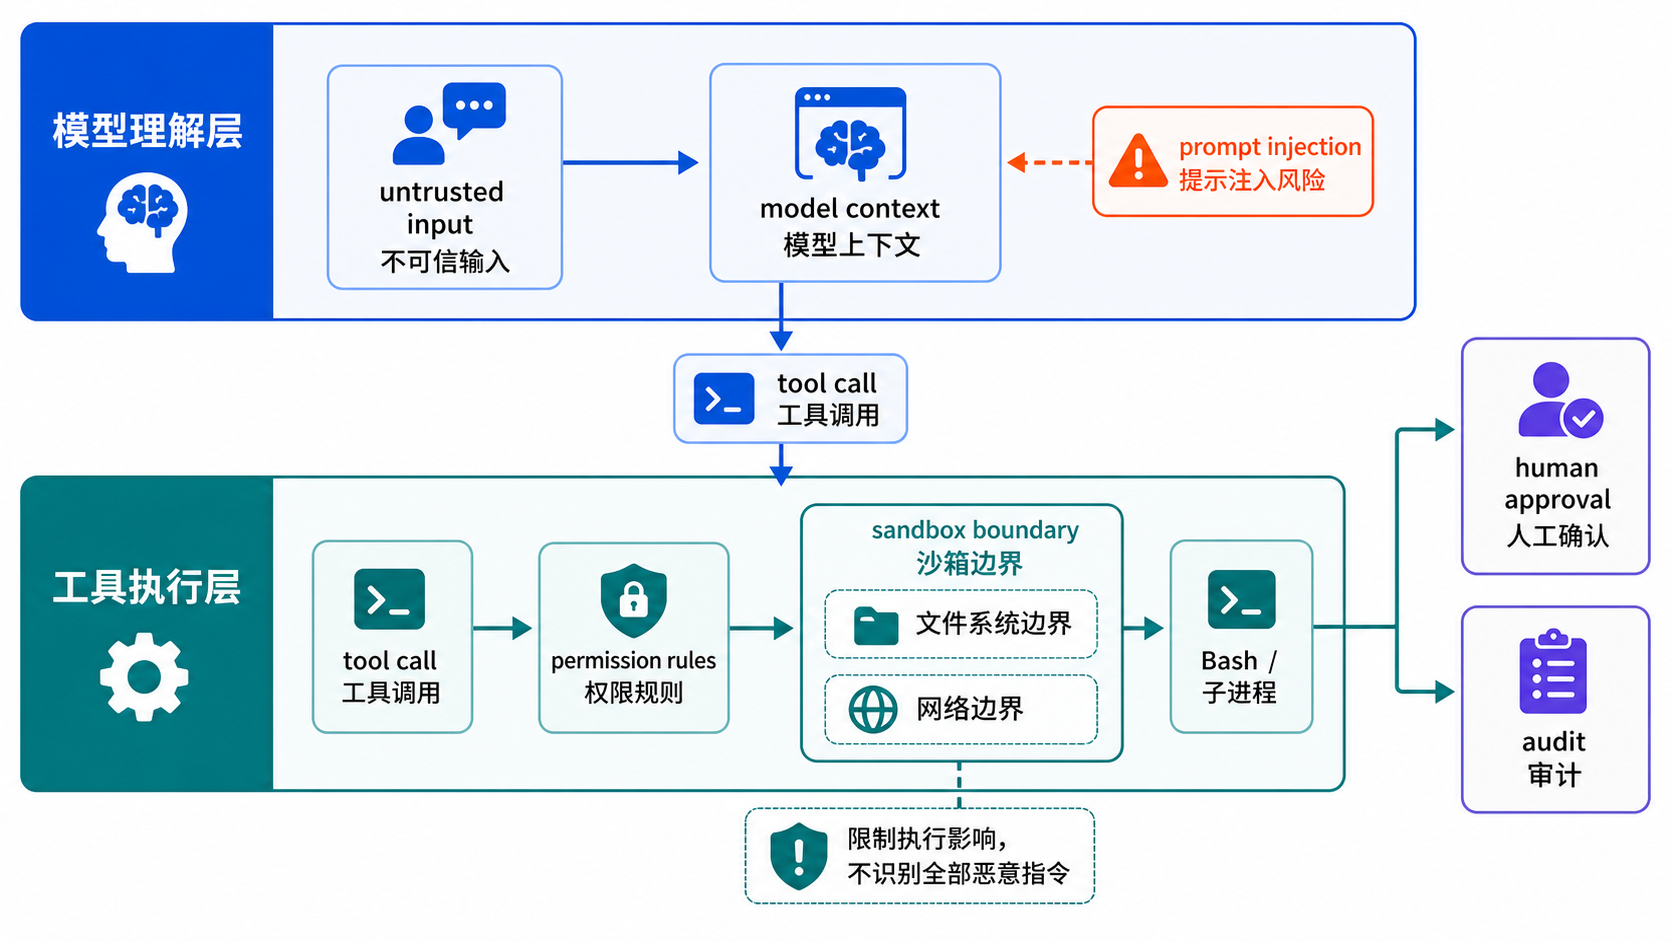 模型理解层
untrusted
input
不可信输入
model context
模型上下文
prompt injection
提示注入风险
tool call
工具调用
工具执行层
tool call
工具调用
permission rules
权限规则
sandbox boundary
沙箱边界
文件系统边界
网络边界
Bash /
子进程
human
approval
人工确认
audit
审计
限制执行影响，
不识别全部恶意指令